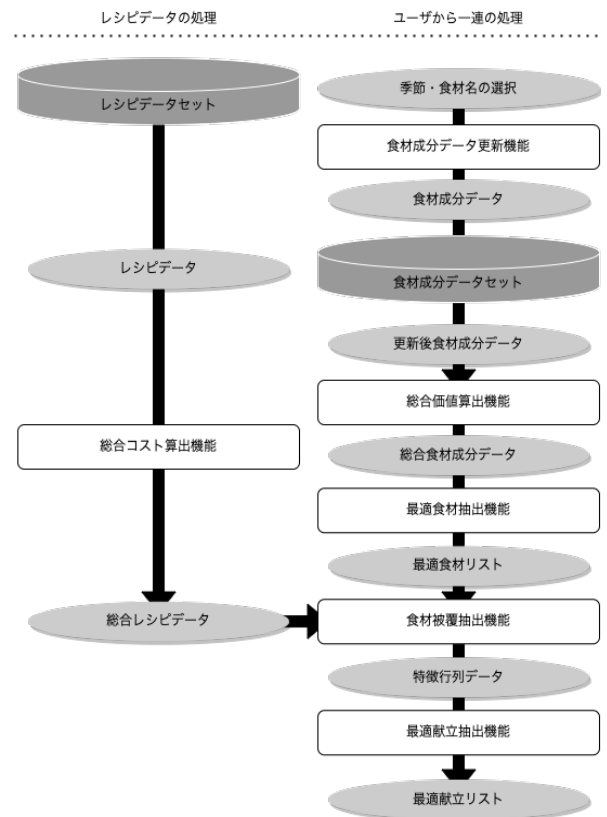 レシピデータの処理
ユーザから一連の処理
レシピデータセット
レシピデータ
総合コスト算出機能
総合レシピデータ
季節・食材名の選択
食材成分データ更新機能
食材成分データ
食材成分データセット
更新後食材成分データ
総合価値算出機能
総合食材成分データ
最適食材抽出機能
最適食材リスト
食材被覆抽出機能
特徴行列データ
最適献立抽出機能
最適献立リスト